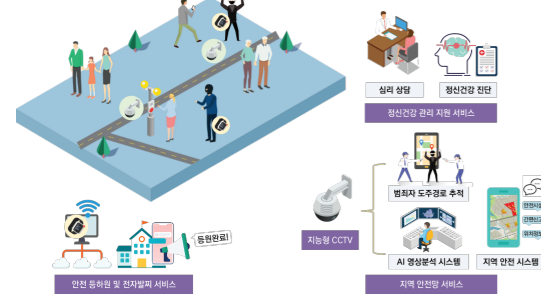 심리 상담
정신건강 진단
정신건강 관리 지원 서비스
범죄자 도주경로 추적
지능형 CCTV
AI 영상분석 시스템
지역 안전 시스템
지역 안전망 서비스
등원완료!
안전 등하원 및 전자발찌 서비스